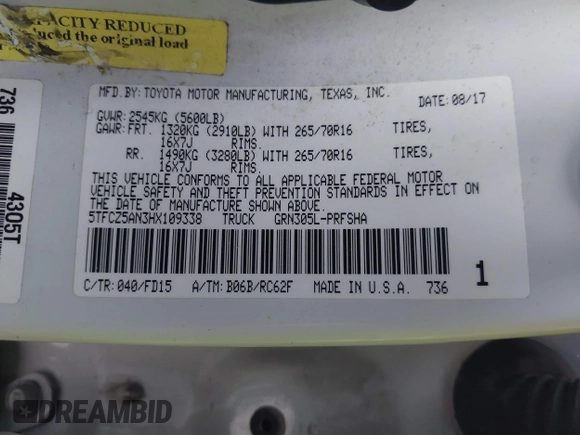 CAPACITY REDUCED
the original load
MFD.BY:TOYOTA MOTOR MANUFACTURING, TEXAS, INC.
DATE:08/17
GVWR:2545KG (5600LB)
GAWR:FRT. 1320KG (2910LB) WITH 265/70R16 TIRES,
16X7J RIMS.
RR. 1490KG (3280LB) WITH 265/70R16 TIRES,
16X7J RIMS.
THIS VEHICLE CONFORMS TO ALL APPLICABLE FEDERAL MOTOR
VEHICLE SAFETY AND THEFT PREVENTION STANDARDS IN EFFECT ON
THE DATE OF MANUFACTURE SHOWN ABOVE.
5TFCZ5AN3HX109338 TRUCK GRN305L-PRFSHA
C/TR:040/FD15 A/TM:B06B/RC62F MADE IN U.S.A. 736
1
736
4305T
DREAMBID